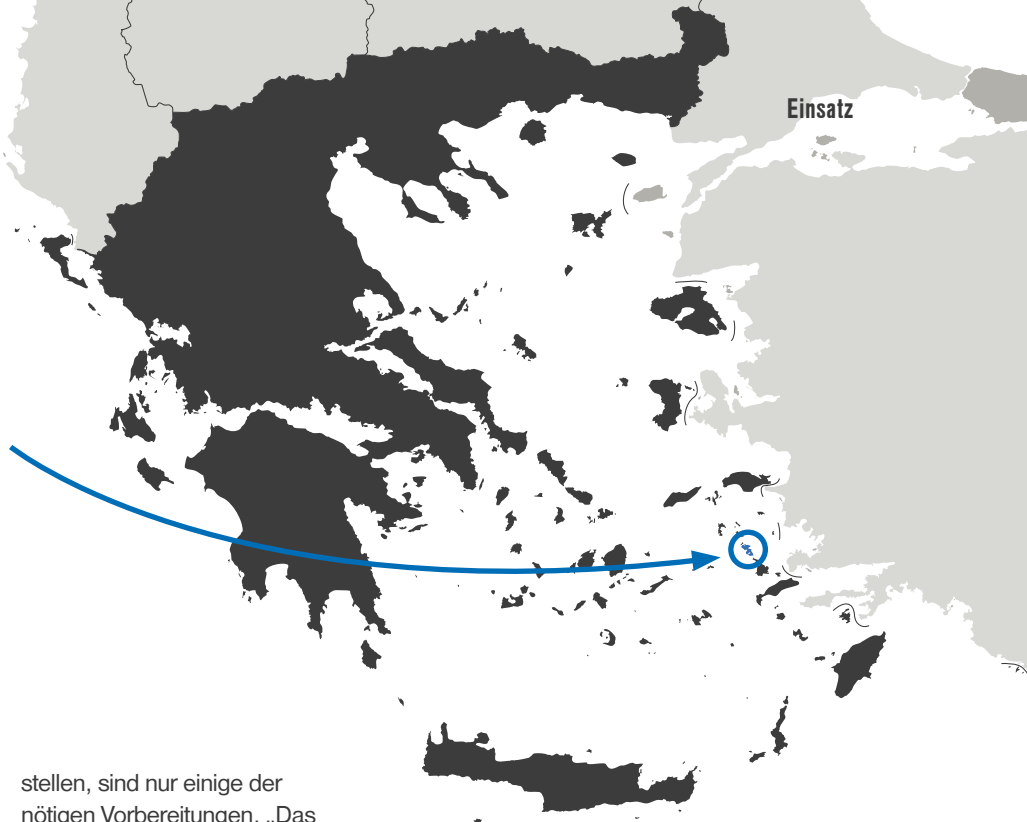 Einsatz
stellen, sind nur einige der
nötigen Vorbereitungen. „Das